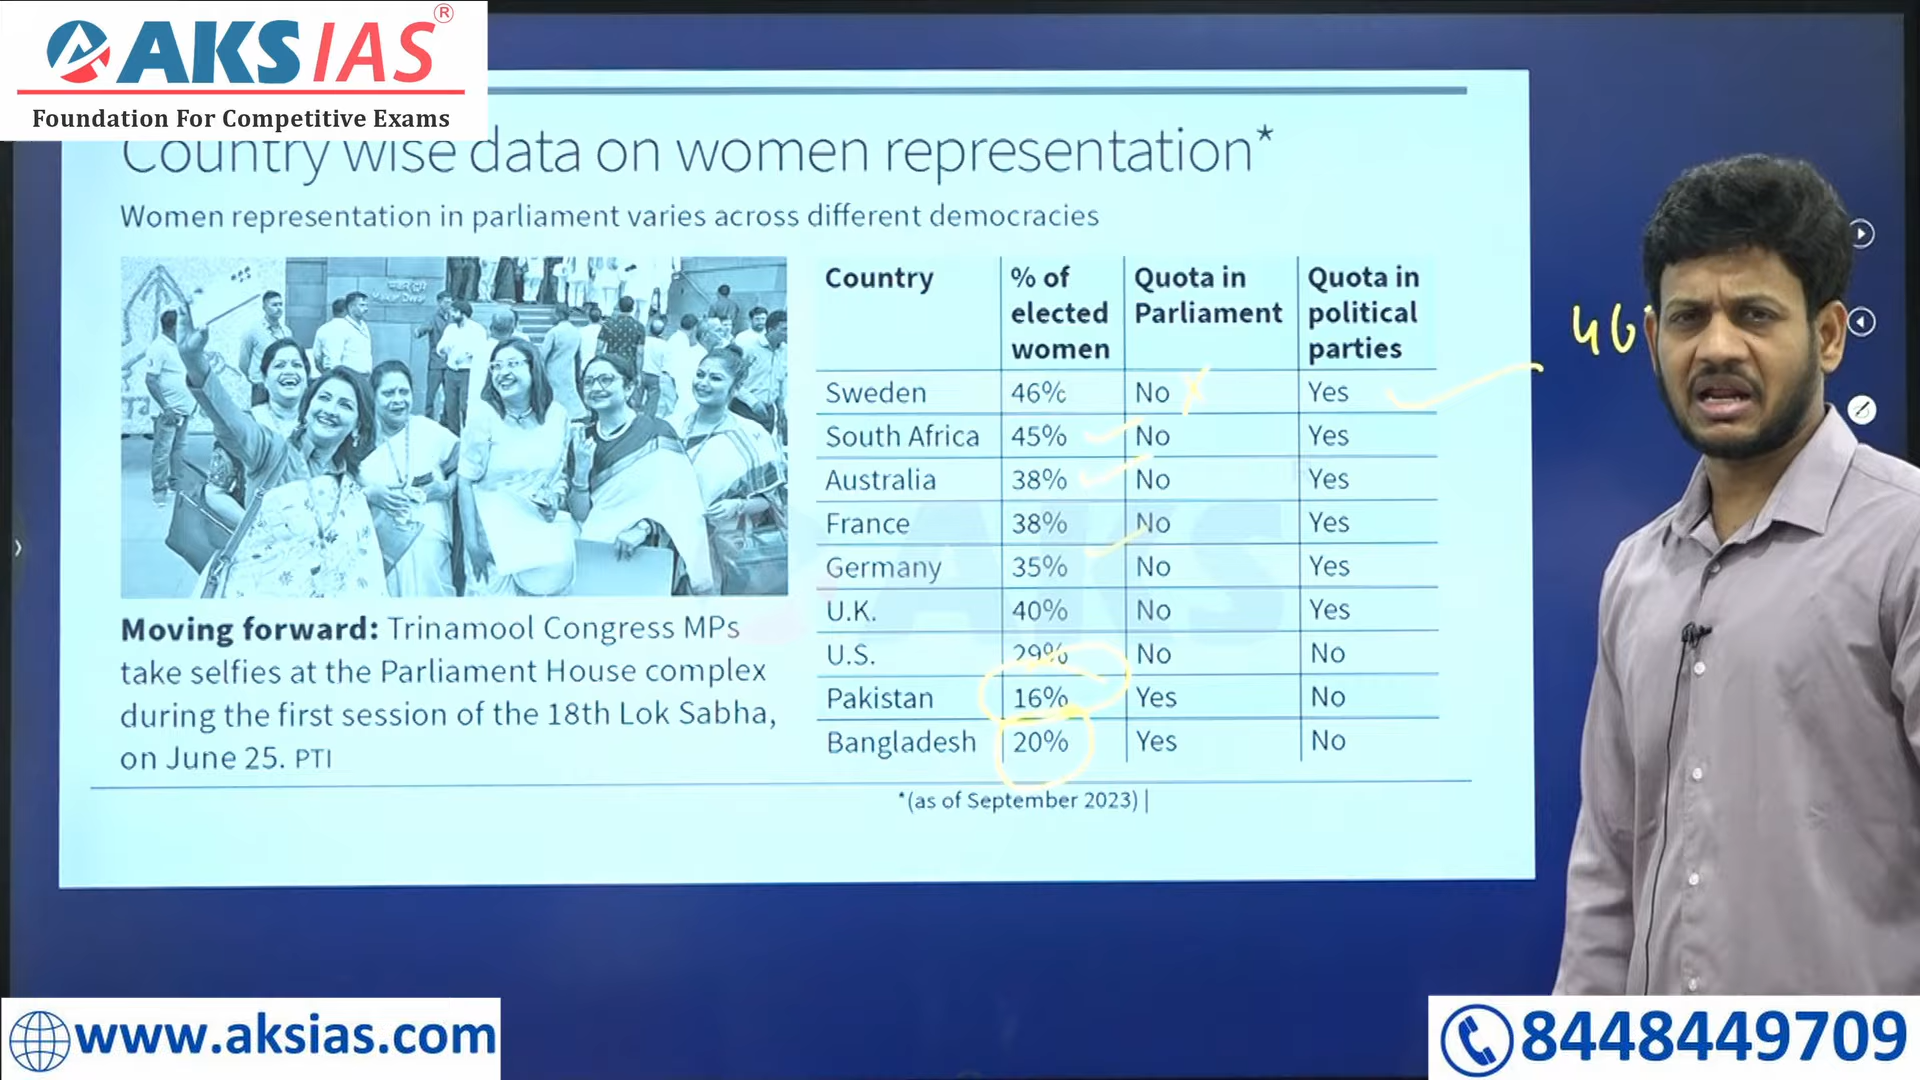 AKS IAS®
Foundation For Competitive Exams
Country wise data on women representation*
Women representation in parliament varies across different democracies
Moving forward: Trinamool Congress MPs
take selfies at the Parliament House complex
during the first session of the 18th Lok Sabha,
on June 25. PTI
Country | % of elected women | Quota in Parliament | Quota in political parties
Sweden | 46% | No | Yes
South Africa | 45% | No | Yes
Australia | 38% | No | Yes
France | 38% | No | Yes
Germany | 35% | No | Yes
U.K. | 40% | No | Yes
U.S. | 29% | No | No
Pakistan | 16% | Yes | No
Bangladesh | 20% | Yes | No
*(as of September 2023) |
AKS
www.aksias.com
8448449709